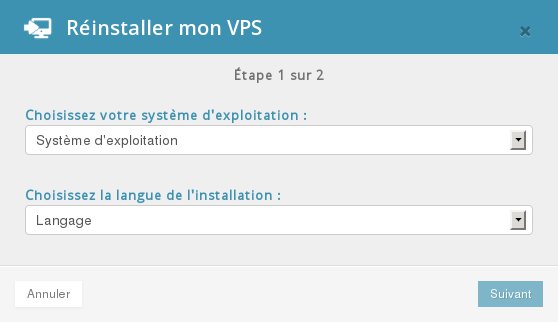 Réinstaller mon VPS
Étape 1 sur 2
Choisissez votre système d'exploitation :
Système d'exploitation
Choisissez la langue de l'installation :
Langage
Annuler
Suivant